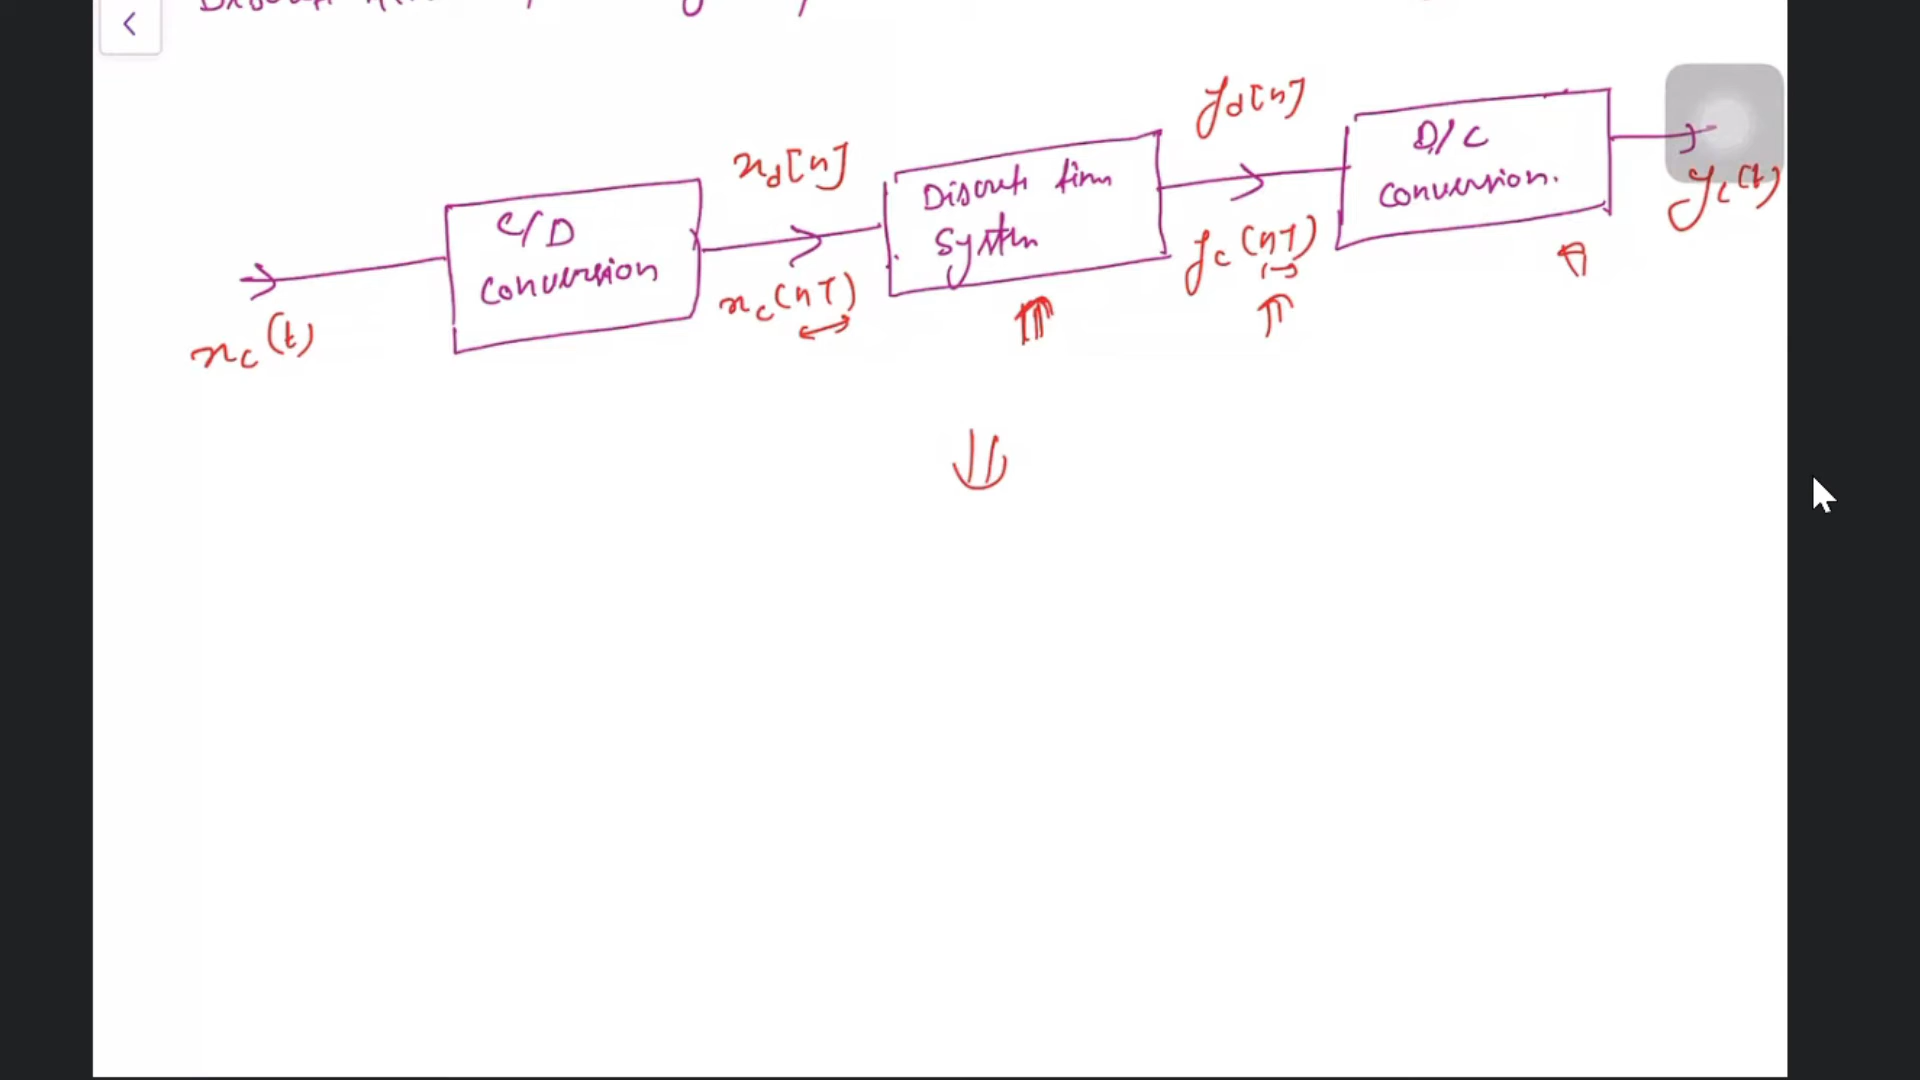 x_c(t)
C/D
conversion
x_d[n]
x_c(nT)
Discrete time
system
y_d[n]
y_c(nT)
D/C
conversion.
y_c(t)